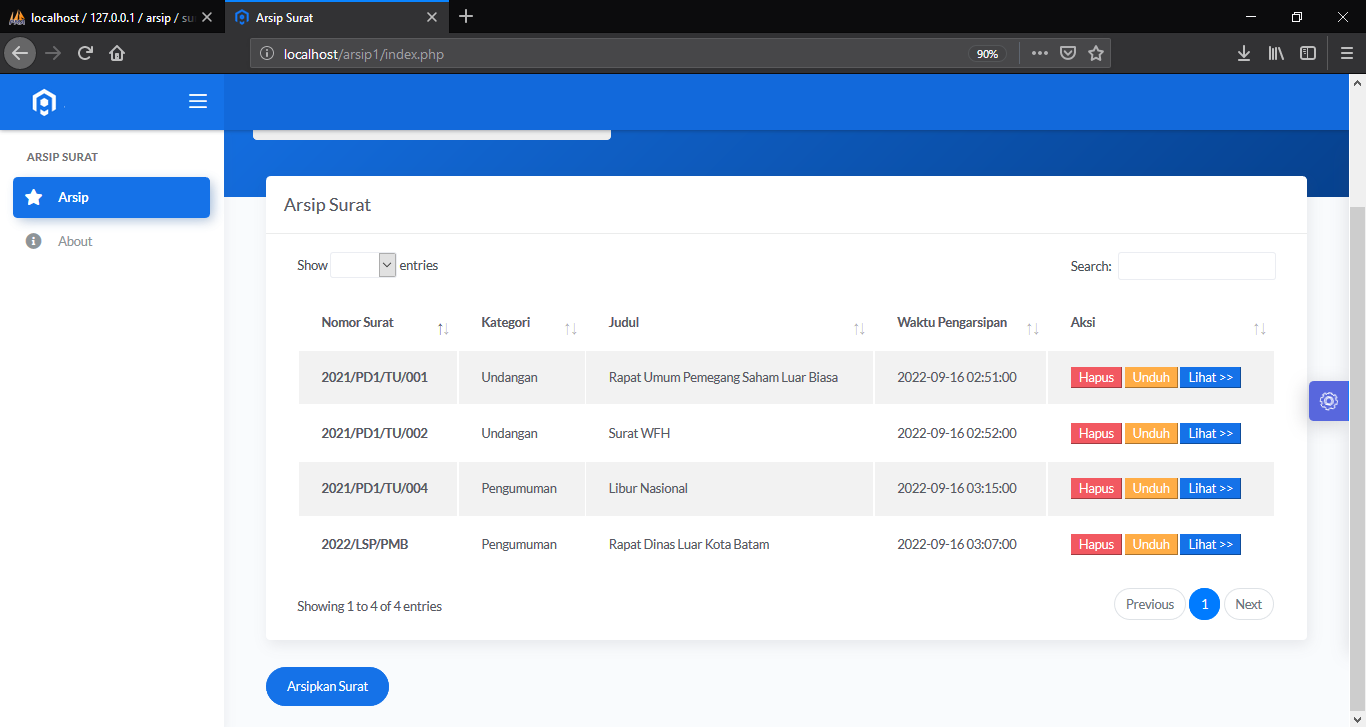 localhost / 127.0.0.1 / arsip / su
Arsip Surat
localhost/arsip1/index.php
90%
ARSIP SURAT
Arsip
About
Arsip Surat
Show entries
Search:
Nomor Surat Kategori Judul Waktu Pengarsipan Aksi
2021/PD1/TU/001 Undangan Rapat Umum Pemegang Saham Luar Biasa 2022-09-16 02:51:00 Hapus Unduh Lihat >>
2021/PD1/TU/002 Undangan Surat WFH 2022-09-16 02:52:00 Hapus Unduh Lihat >>
2021/PD1/TU/004 Pengumuman Libur Nasional 2022-09-16 03:15:00 Hapus Unduh Lihat >>
2022/LSP/PMB Pengumuman Rapat Dinas Luar Kota Batam 2022-09-16 03:07:00 Hapus Unduh Lihat >>
Showing 1 to 4 of 4 entries
Previous 1 Next
Arsipkan Surat